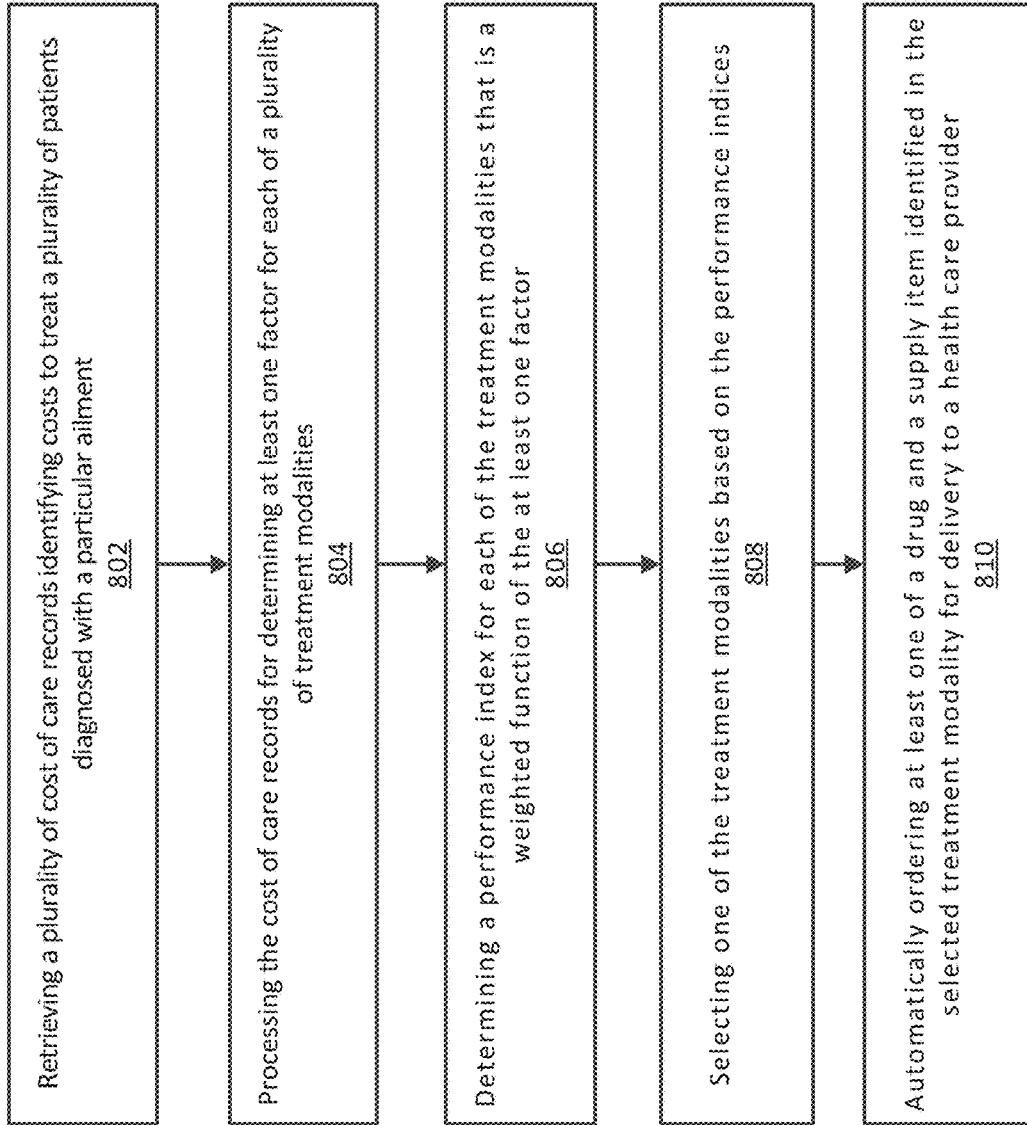 Retrieving a plurality of cost of care records identifying costs to treat a plurality of patients
diagnosed with a particular ailment
802
Processing the cost of care records for determining at least one factor for each of a plurality
of treatment modalities
804
Determining a performance index for each of the treatment modalities that is a
weighted function of the at least one factor
806
Selecting one of the treatment modalities based on the performance indices
808
Automatically ordering at least one of a drug and a supply item identified in the
selected treatment modality for delivery to a health care provider
810